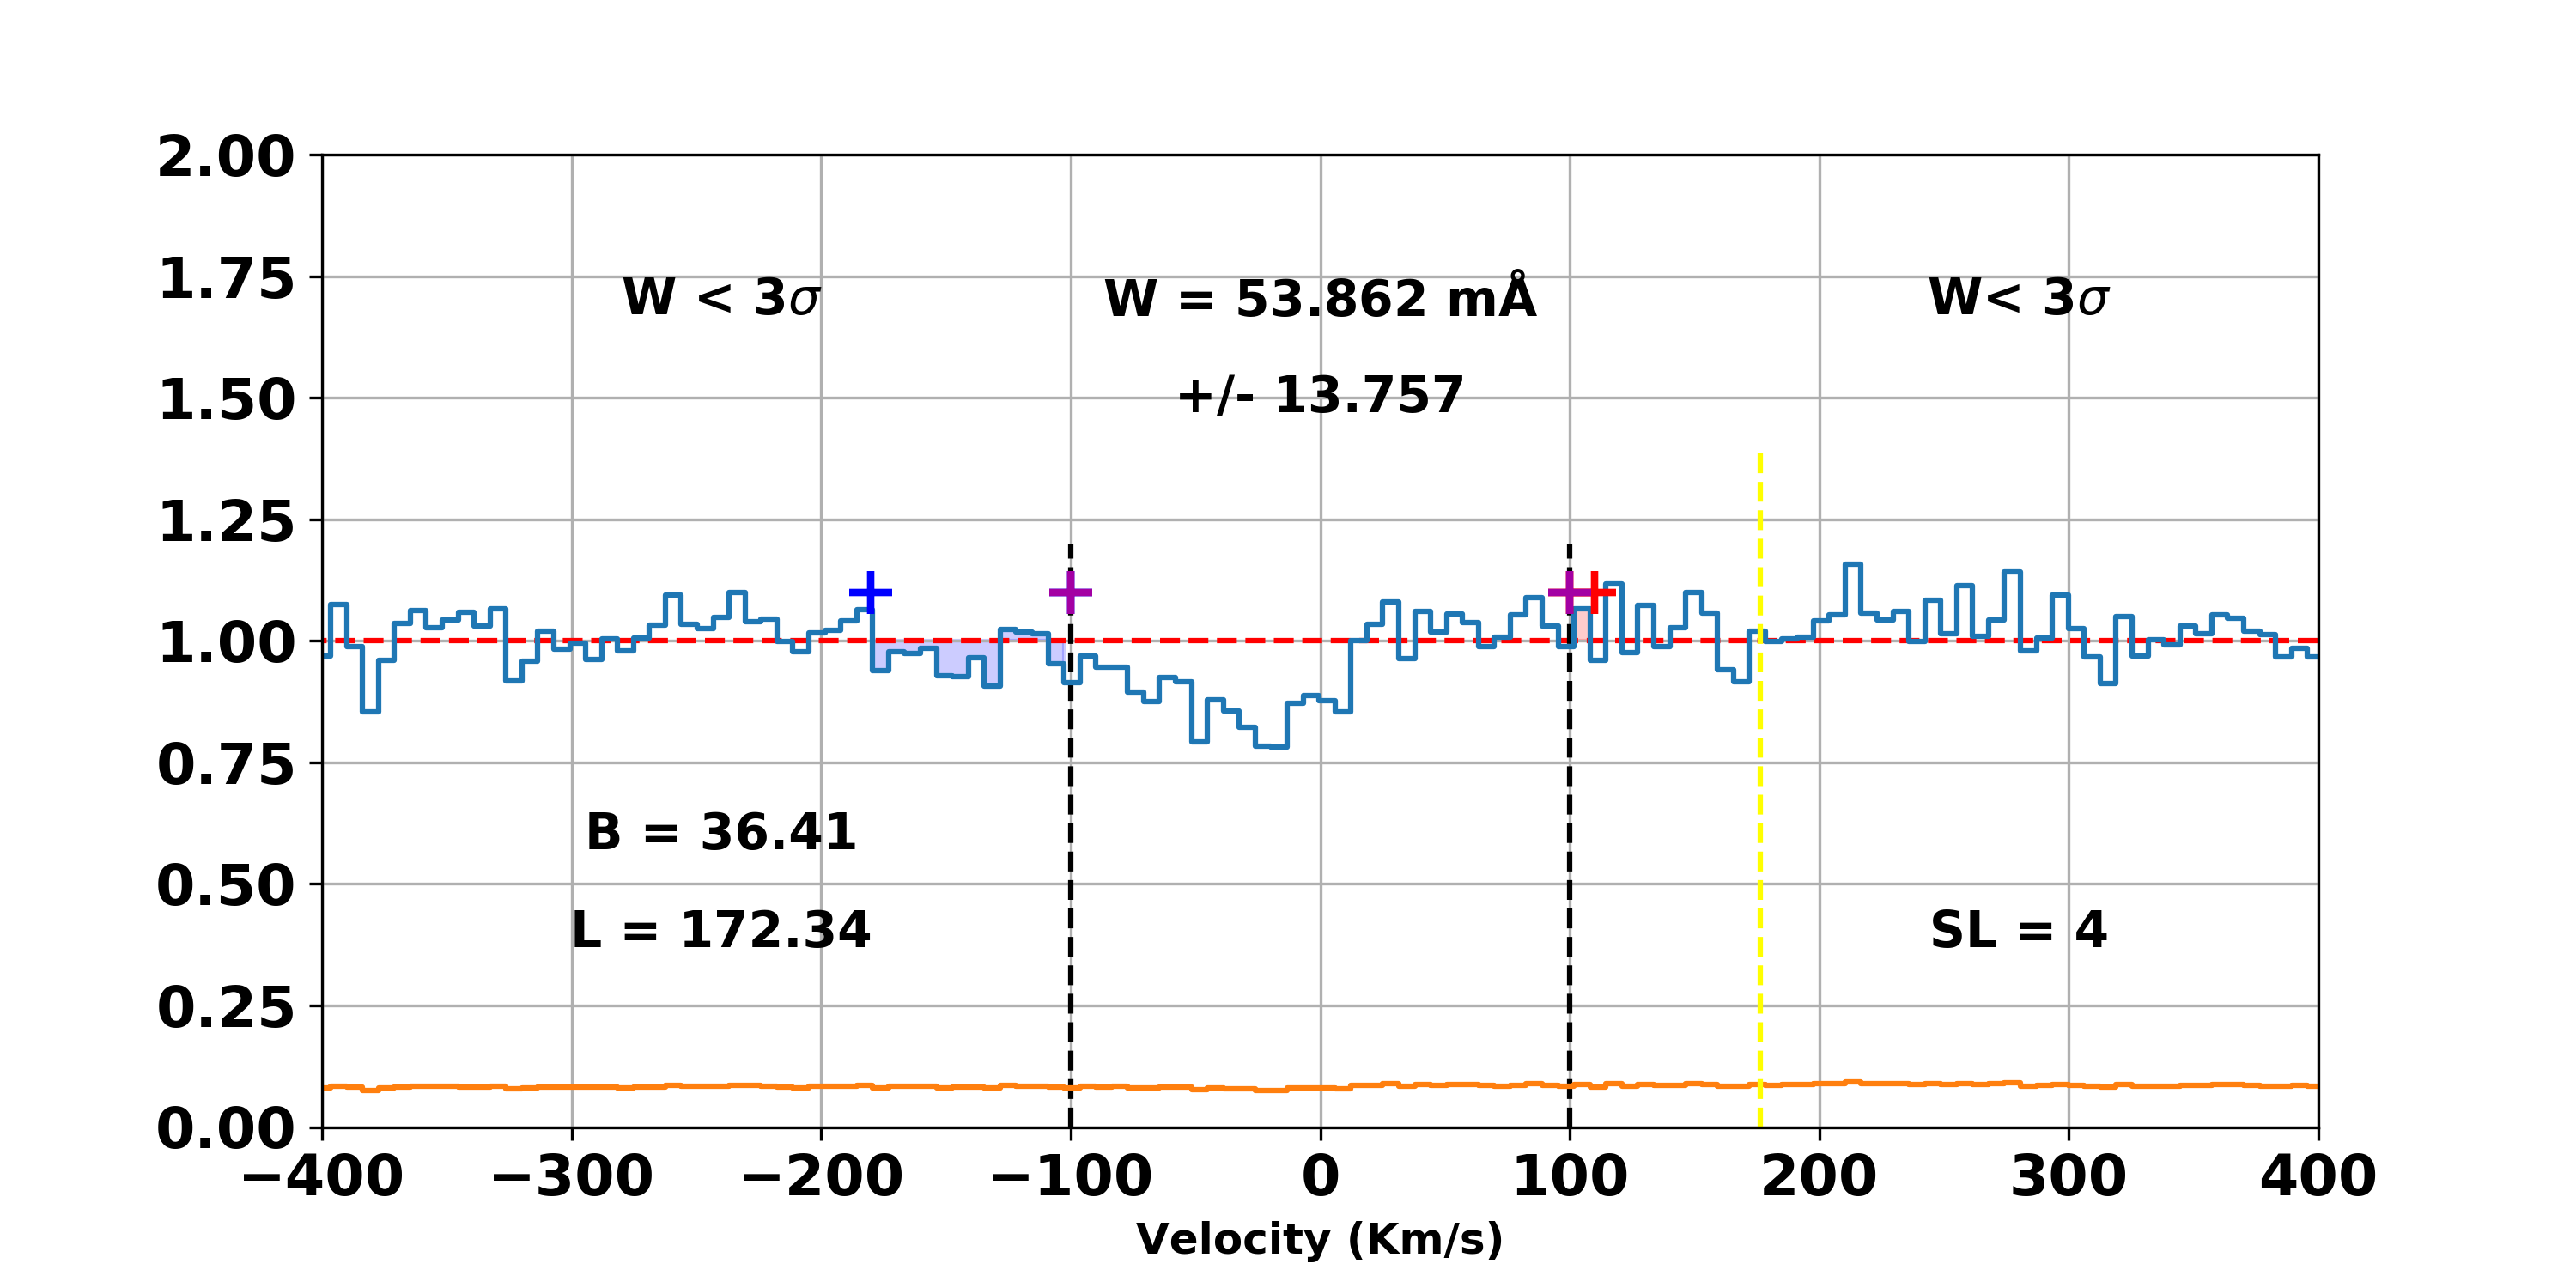 2.00
1.75
W < 3σ
W = 53.862 mÅ
W< 3σ
1.50
+/- 13.757
1.25
1.00
0.75
B = 36.41
0.50
L = 172.34
SL = 4
0.25
0.00
−400 −300 −200 −100 0 100 200 300 400
Velocity (Km/s)